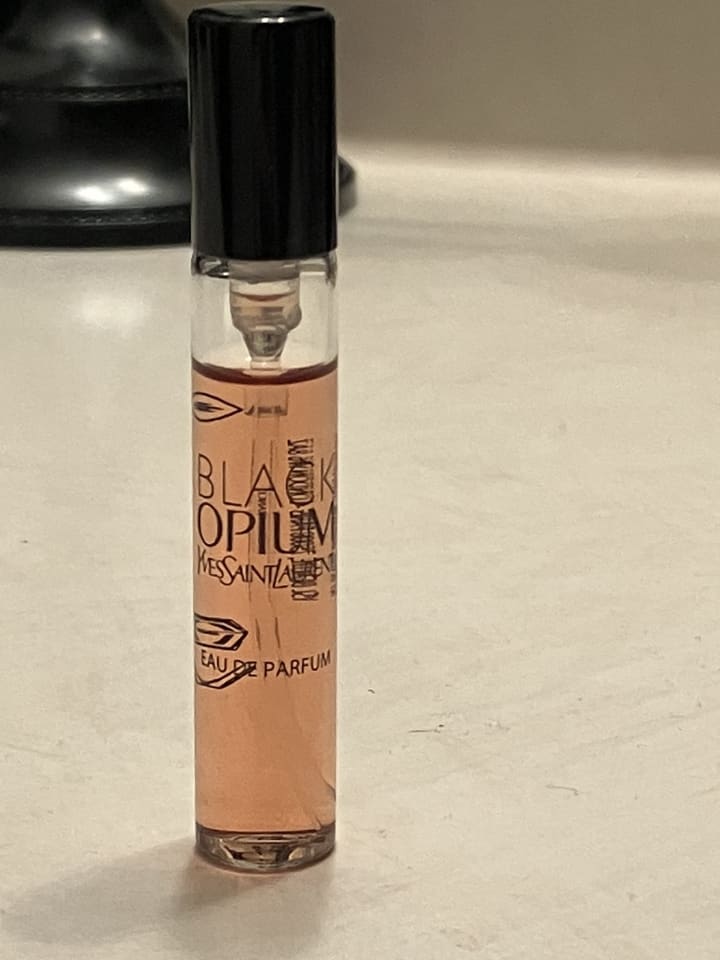 BLACK
OPIUM
YVESSAINTLAURENT
EAU DE PARFUM